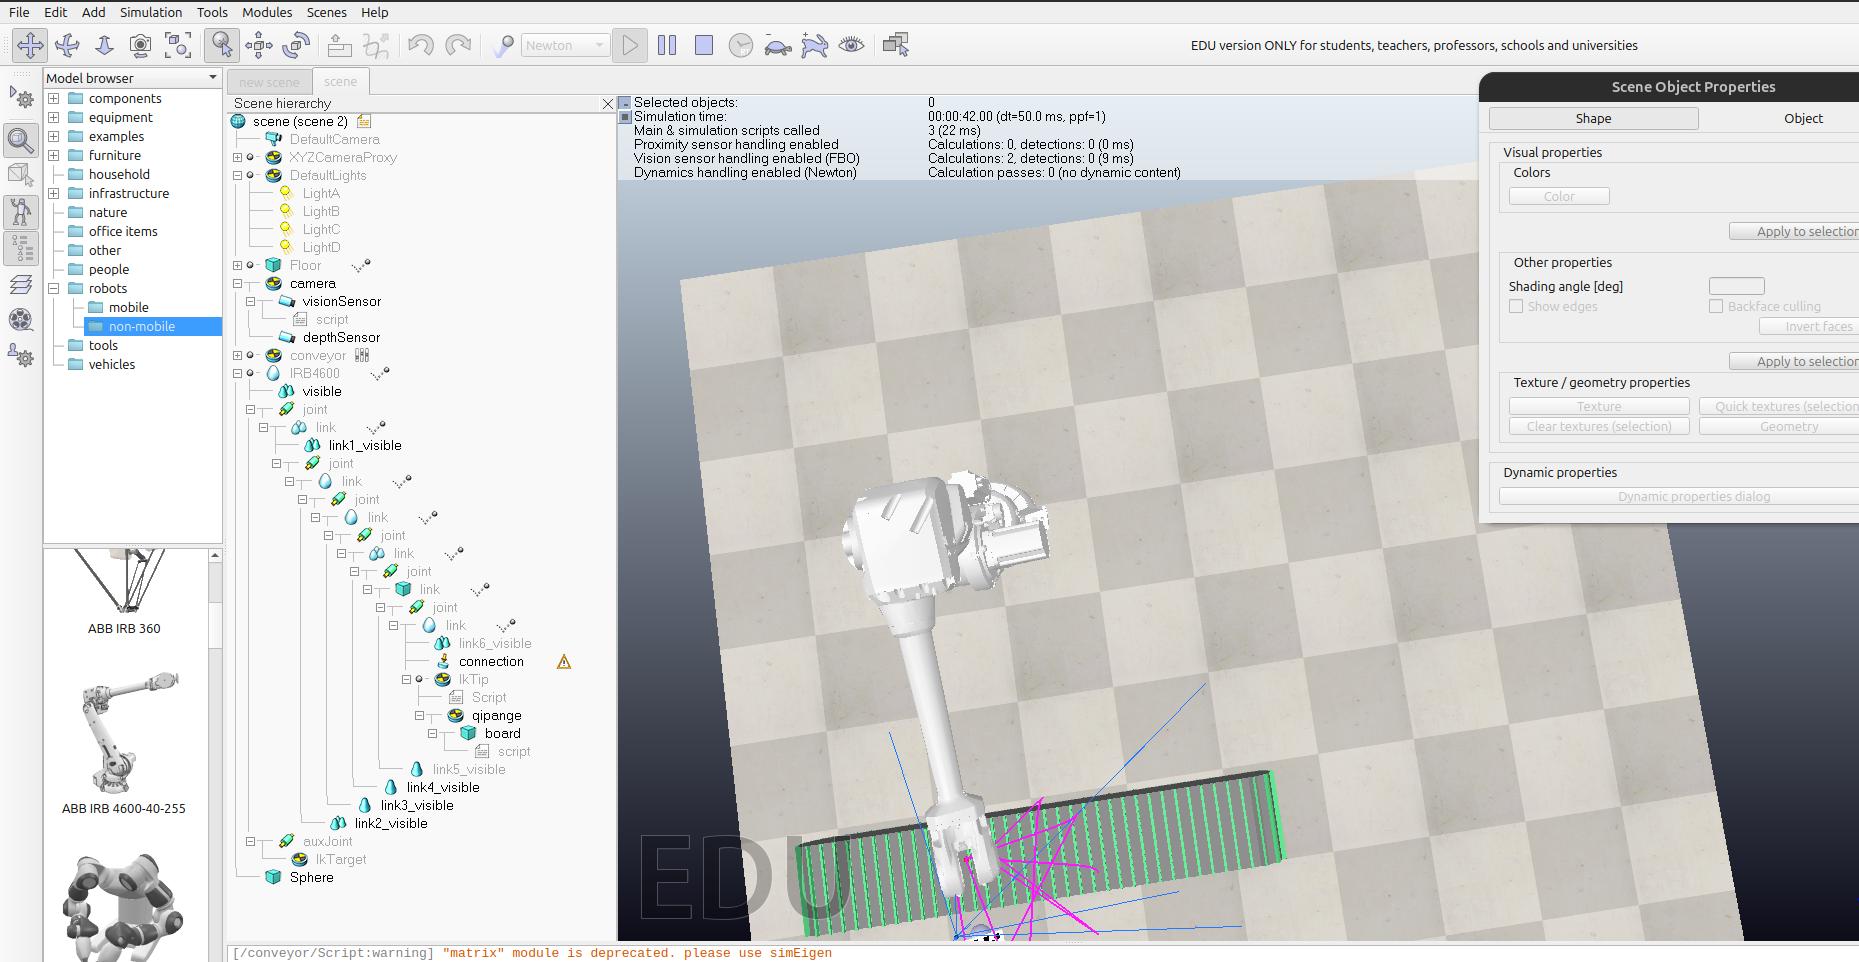 File Edit Add Simulation Tools Modules Scenes Help
Newton
EDU version ONLY for students, teachers, professors, schools and universities
Model browser
components
equipment
examples
furniture
household
infrastructure
nature
office items
other
people
robots
mobile
non-mobile
tools
vehicles
ABB IRB 360
ABB IRB 4600-40-255
new scene
scene
Scene hierarchy
scene (scene 2)
DefaultCamera
XYZCameraProxy
DefaultLights
LightA
LightB
LightC
LightD
Floor
camera
visionSensor
script
depthSensor
conveyor
IRB4600
visible
joint
link
link1_visible
joint
link
joint
link
joint
link
joint
link
joint
link
link6_visible
connection
IkTip
Script
qipange
board
script
link5_visible
link4_visible
link3_visible
link2_visible
auxJoint
IkTarget
Sphere
Selected objects: 0
Simulation time: 00:00:42.00 (dt=50.0 ms, ppf=1)
Main & simulation scripts called 3 (22 ms)
Proximity sensor handling enabled Calculations: 0, detections: 0 (0 ms)
Vision sensor handling enabled (FBO) Calculations: 2, detections: 0 (9 ms)
Dynamics handling enabled (Newton) Calculation passes: 0 (no dynamic content)
EDU
Scene Object Properties
Shape Object
Visual properties
Colors
Color
Apply to selection
Other properties
Shading angle [deg]
Show edges Backface culling
Invert faces
Apply to selection
Texture / geometry properties
Texture Quick textures (selection
Clear textures (selection) Geometry
Dynamic properties
Dynamic properties dialog
[/conveyor/Script:warning] "matrix" module is deprecated. please use simEigen